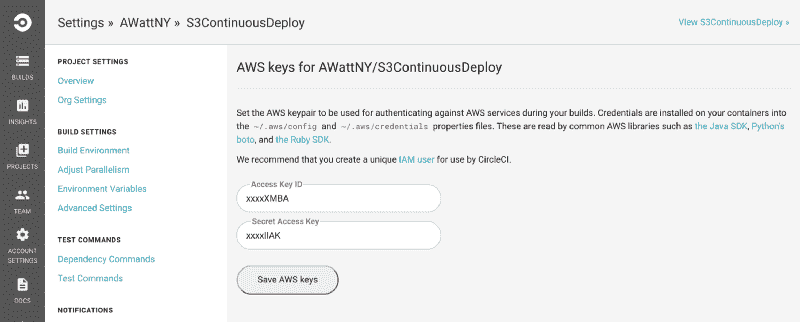 Settings » AWattNY » S3ContinuousDeploy
View S3ContinuousDeploy »
BUILDS
INSIGHTS
PROJECTS
TEAM
ACCOUNT
SETTINGS
DOCS
PROJECT SETTINGS
Overview
Org Settings
BUILD SETTINGS
Build Environment
Adjust Parallelism
Environment Variables
Advanced Settings
TEST COMMANDS
Dependency Commands
Test Commands
NOTIFICATIONS
AWS keys for AWattNY/S3ContinuousDeploy
Set the AWS keypair to be used for authenticating against AWS services during your builds. Credentials are installed on your containers into
the ~/.aws/config and ~/.aws/credentials properties files. These are read by common AWS libraries such as the Java SDK, Python's
boto, and the Ruby SDK.
We recommend that you create a unique IAM user for use by CircleCI.
Access Key ID
xxxxXMBA
Secret Access Key
xxxxIIAK
Save AWS keys